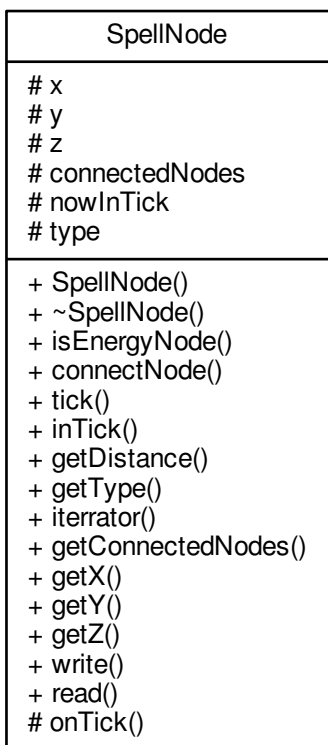 SpellNode
# x
# y
# z
# connectedNodes
# nowInTick
# type
+ SpellNode()
+ ~SpellNode()
+ isEnergyNode()
+ connectNode()
+ tick()
+ inTick()
+ getDistance()
+ getType()
+ iterrator()
+ getConnectedNodes()
+ getX()
+ getY()
+ getZ()
+ write()
+ read()
# onTick()